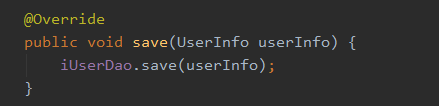 @Override
public void save(UserInfo userInfo) {
    iUserDao.save(userInfo);
}